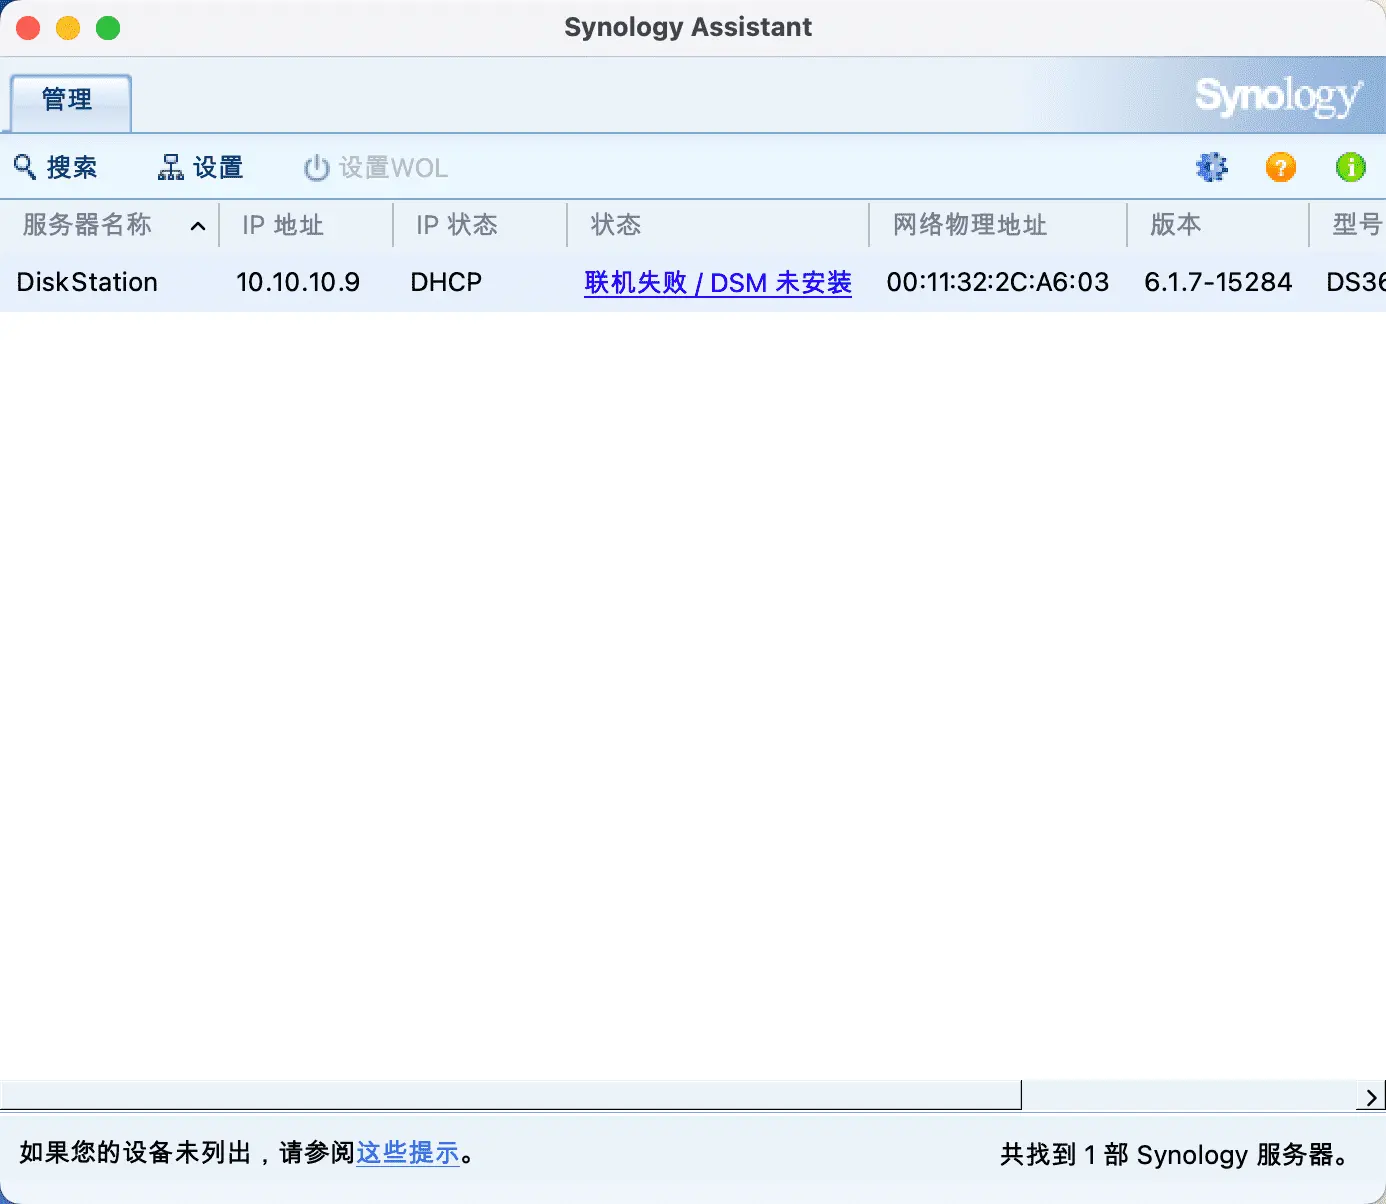 Synology Assistant
管理
Synology
搜索 设置 设置WOL
服务器名称 IP 地址 IP 状态 状态 网络物理地址 版本 型号
DiskStation 10.10.10.9 DHCP 联机失败 / DSM 未安装 00:11:32:2C:A6:03 6.1.7-15284 DS36
如果您的设备未列出，请参阅这些提示。 共找到 1 部 Synology 服务器。